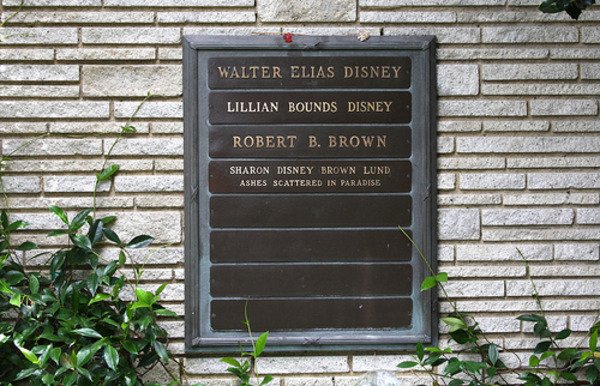 WALTER ELIAS DISNEY
LILLIAN BOUNDS DISNEY
ROBERT B. BROWN
SHARON DISNEY BROWN LUND
ASHES SCATTERED IN PARADISE